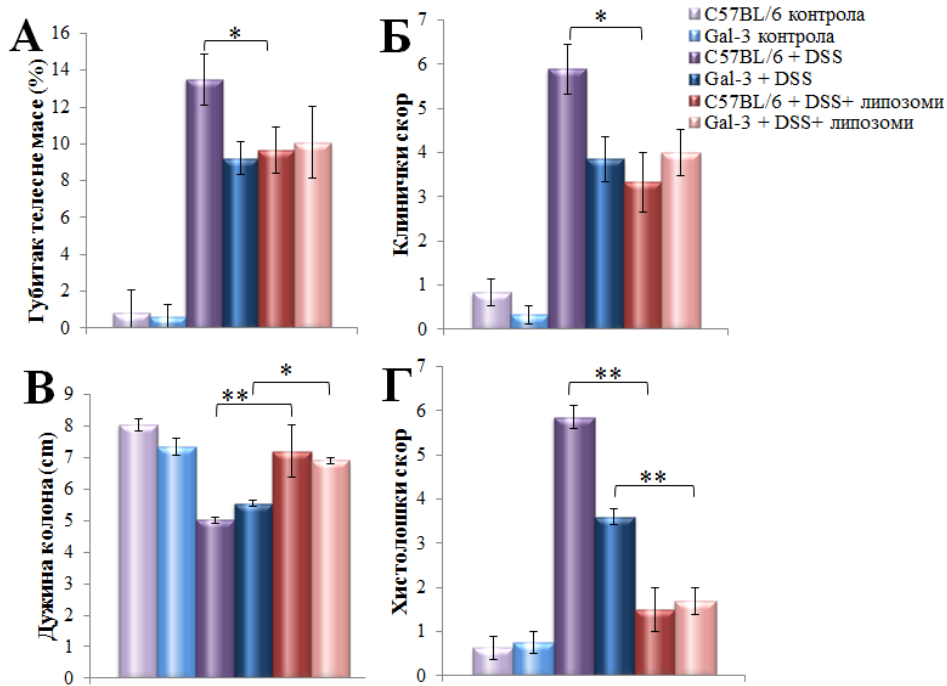 А
Губитак телесне масе (%)
16
14
12
10
8
6
4
2
0
*
Б
Клинички скор
7
6
5
4
3
2
1
0
*
C57BL/6 контрола
Gal-3 контрола
C57BL/6 + DSS
Gal-3 + DSS
C57BL/6 + DSS+ липозоми
Gal-3 + DSS+ липозоми
В
Дужина колона (cm)
9
8
7
6
5
4
3
2
1
0
**
*
Г
Хистолошки скор
7
6
5
4
3
2
1
0
**
**